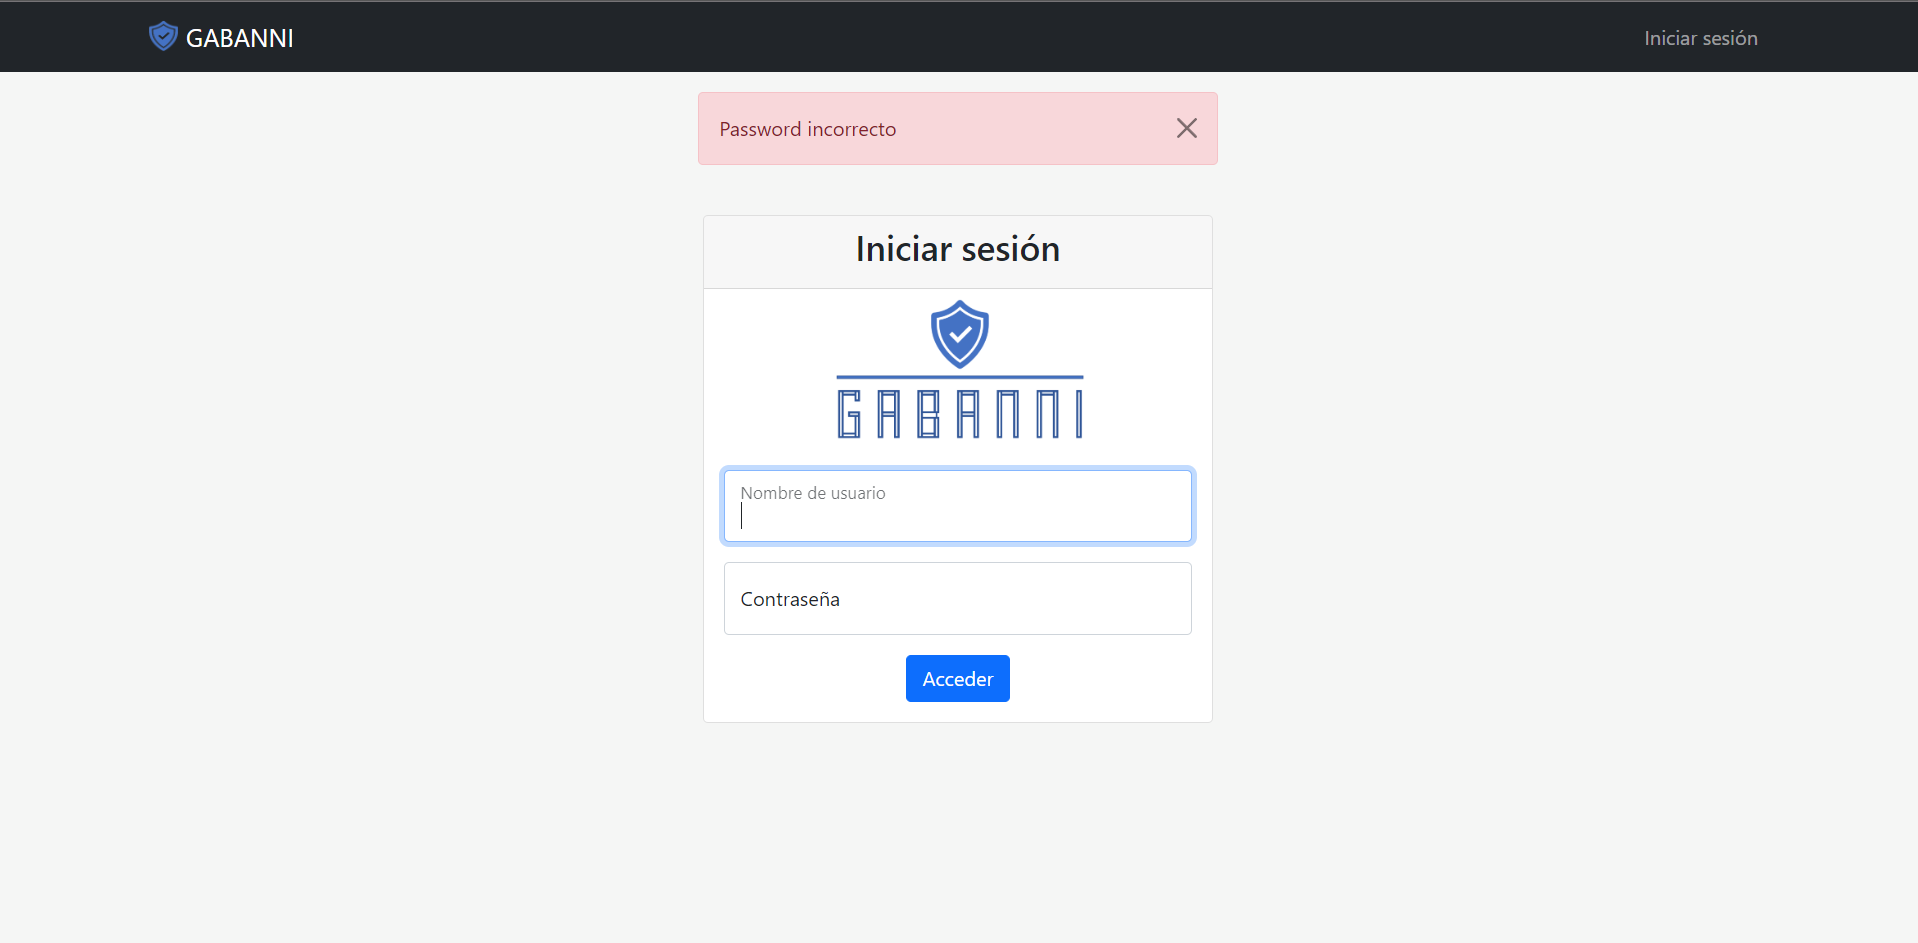 GABANNI
Iniciar sesión
Password incorrecto
Iniciar sesión
GABANNI
Nombre de usuario
Contraseña
Acceder